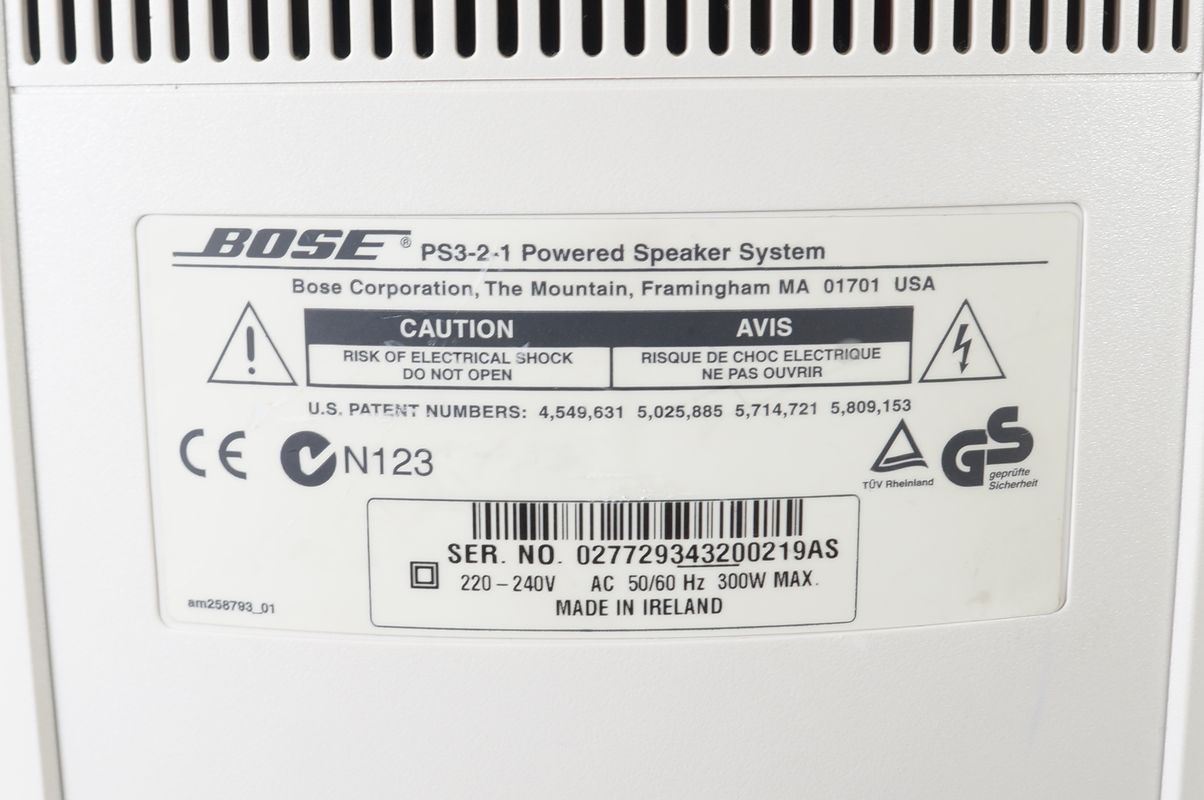 BOSE® PS3-2-1 Powered Speaker System
Bose Corporation, The Mountain, Framingham MA 01701 USA
CAUTION
RISK OF ELECTRICAL SHOCK
DO NOT OPEN
AVIS
RISQUE DE CHOC ELECTRIQUE
NE PAS OUVRIR
U.S. PATENT NUMBERS: 4,549,631 5,025,885 5,714,721 5,809,153
CE N123
TÜV Rheinland
GS
geprüfte
Sicherheit
SER. NO. 027729343200219AS
220-240V AC 50/60 Hz 300W MAX.
MADE IN IRELAND
am258793_01